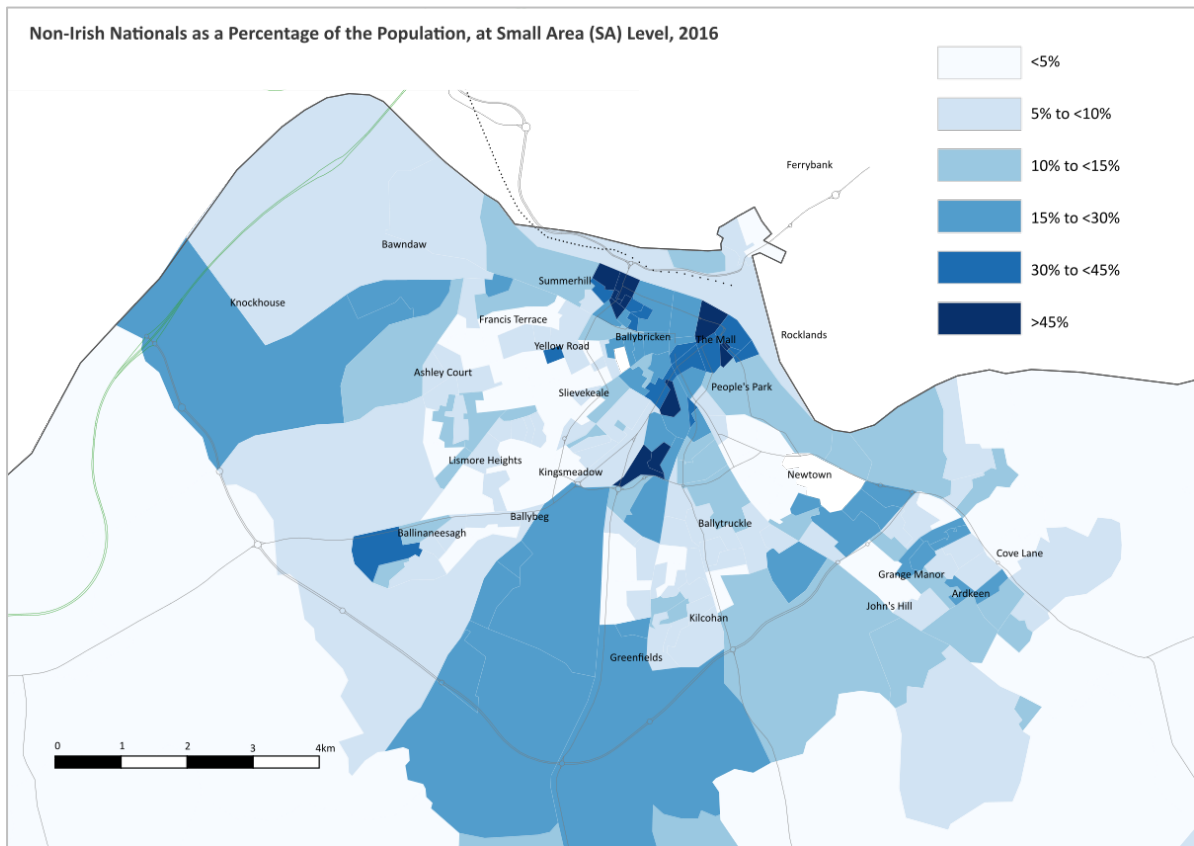 Non-Irish Nationals as a Percentage of the Population, at Small Area (SA) Level, 2016
<5%
5% to <10%
10% to <15%
15% to <30%
30% to <45%
>45%
Ferrybank
Bawndaw
Summerhill
Knockhouse
Francis Terrace
Ballybricken
The Mall
Rocklands
Yellow Road
Ashley Court
People's Park
Slievekeale
Lismore Heights
Kingsmeadow
Newtown
Ballybeg
Ballytruckle
Ballinaneesagh
Cove Lane
Grange Manor
Ardkeen
John's Hill
Kilcohan
Greenfields
0 1 2 3 4km